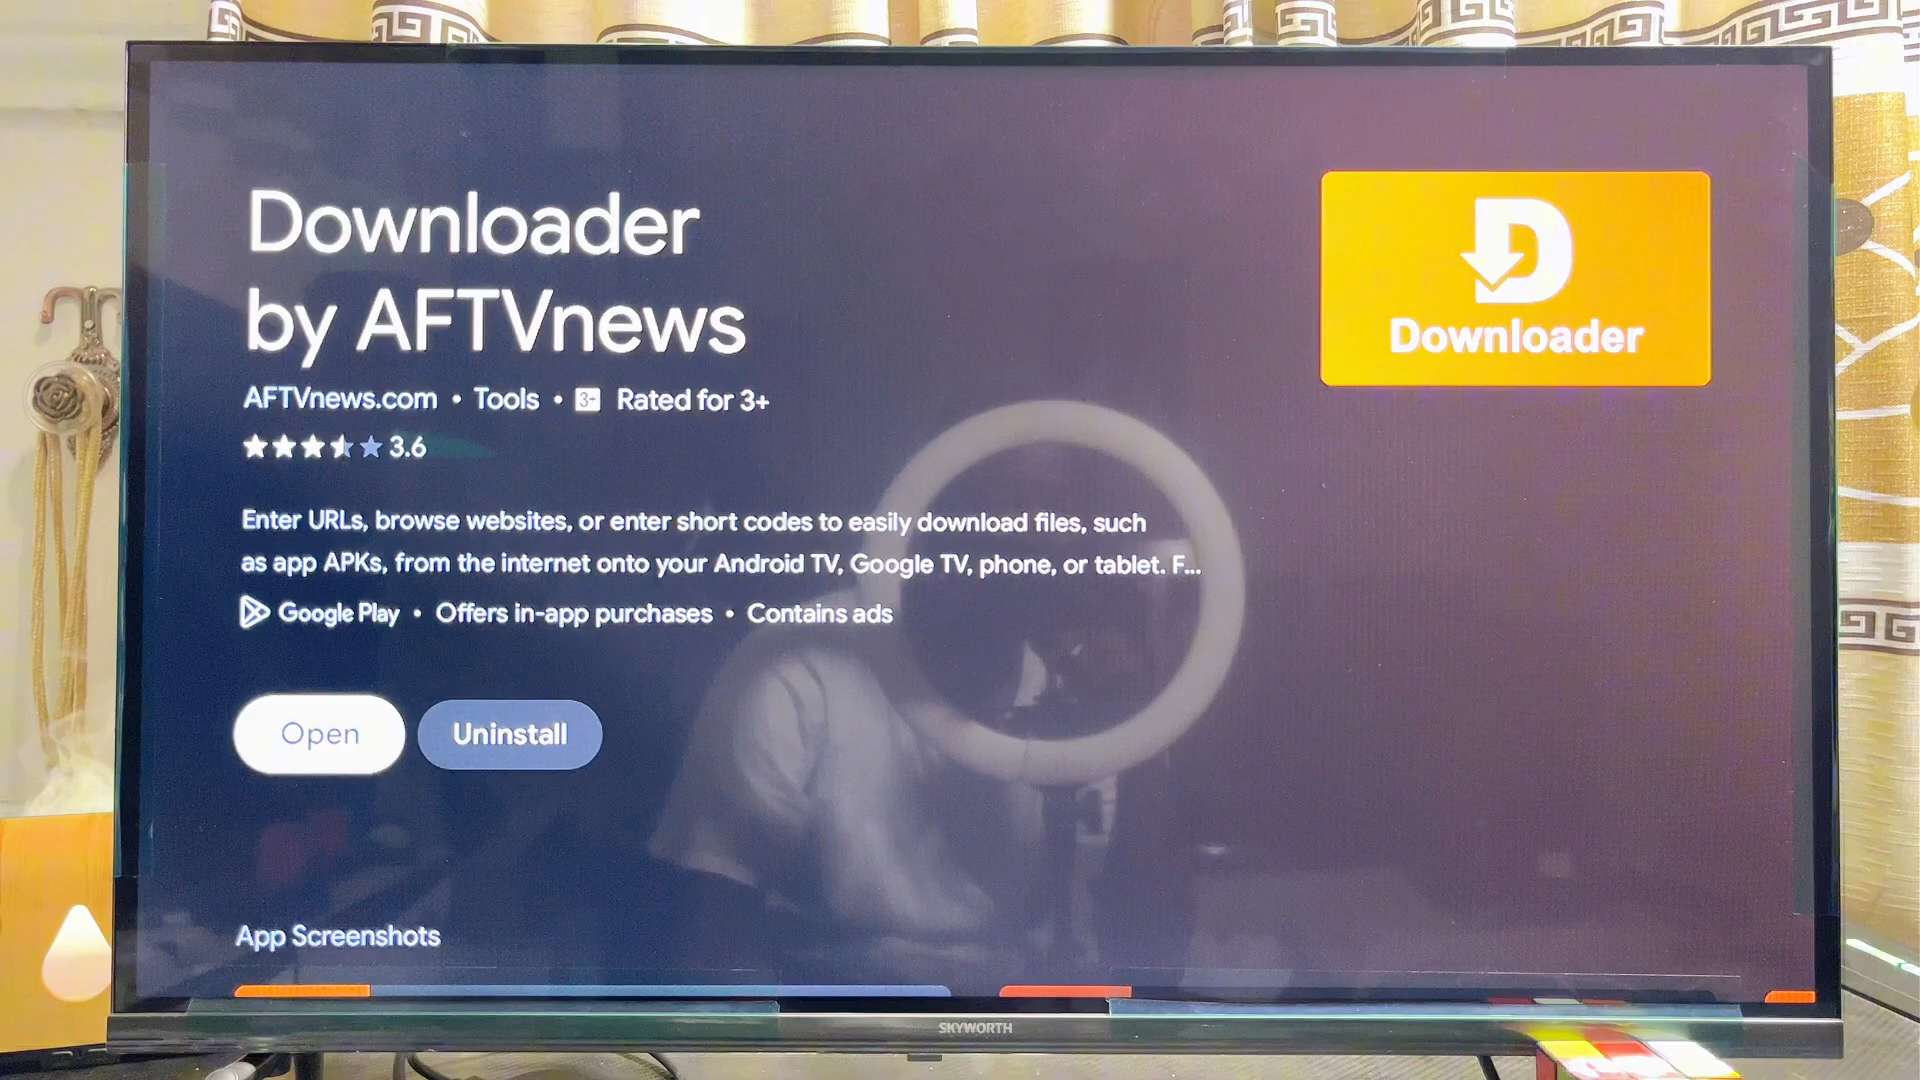 Downloader
by AFTVnews
AFTVnews.com • Tools • 3+ Rated for 3+
3.6
Enter URLs, browse websites, or enter short codes to easily download files, such
as app APKs, from the internet onto your Android TV, Google TV, phone, or tablet. F...
Google Play • Offers in-app purchases • Contains ads
Open
Uninstall
App Screenshots
D
Downloader
SKYWORTH